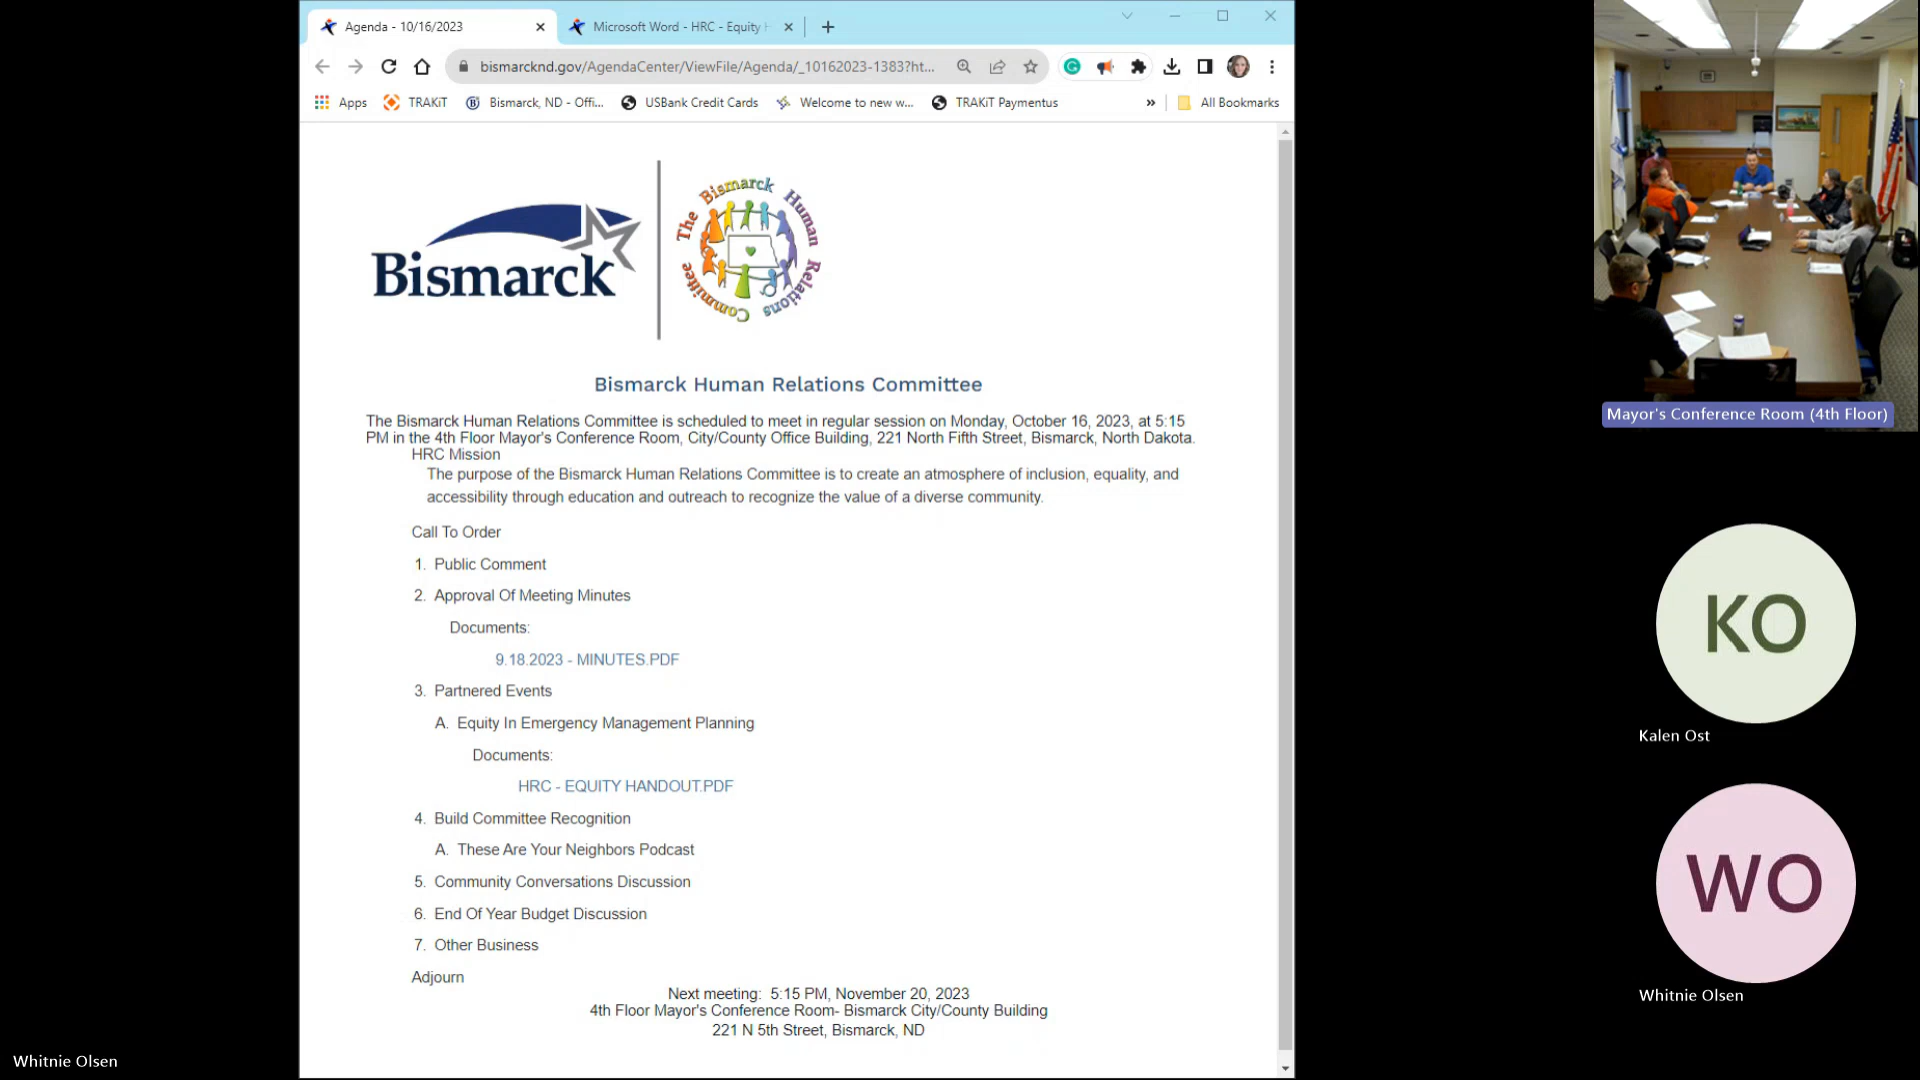 Agenda - 10/16/2023
Microsoft Word - HRC - Equity H
bismarcknd.gov/AgendaCenter/ViewFile/Agenda/_10162023-1383?ht...
Apps
TRAKiT
Bismarck, ND - Offi...
USBank Credit Cards
Welcome to new w...
TRAKiT Paymentus
»
All Bookmarks
Bismarck
The Bismarck Human Relations Committee
Bismarck Human Relations Committee
The Bismarck Human Relations Committee is scheduled to meet in regular session on Monday, October 16, 2023, at 5:15
PM in the 4th Floor Mayor's Conference Room, City/County Office Building, 221 North Fifth Street, Bismarck, North Dakota.
HRC Mission
The purpose of the Bismarck Human Relations Committee is to create an atmosphere of inclusion, equality, and
accessibility through education and outreach to recognize the value of a diverse community.
Call To Order
1. Public Comment
2. Approval Of Meeting Minutes
Documents:
9.18.2023 - MINUTES.PDF
3. Partnered Events
A. Equity In Emergency Management Planning
Documents:
HRC - EQUITY HANDOUT.PDF
4. Build Committee Recognition
A. These Are Your Neighbors Podcast
5. Community Conversations Discussion
6. End Of Year Budget Discussion
7. Other Business
Adjourn
Next meeting: 5:15 PM, November 20, 2023
4th Floor Mayor's Conference Room- Bismarck City/County Building
221 N 5th Street, Bismarck, ND
Mayor's Conference Room (4th Floor)
KO
Kalen Ost
WO
Whitnie Olsen
Whitnie Olsen